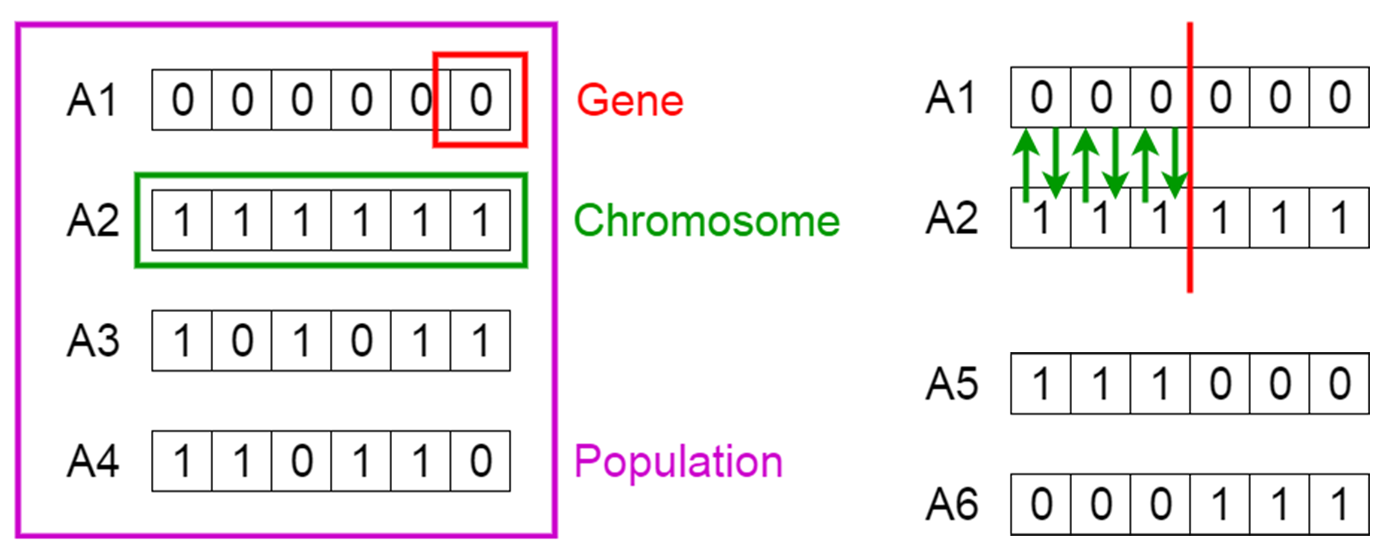 A1 0 0 0 0 0 0 Gene
A2 1 1 1 1 1 1 Chromosome
A3 1 0 1 0 1 1
A4 1 1 0 1 1 0 Population
A1 0 0 0 0 0 0
A2 1 1 1 1 1 1
A5 1 1 1 0 0 0
A6 0 0 0 1 1 1